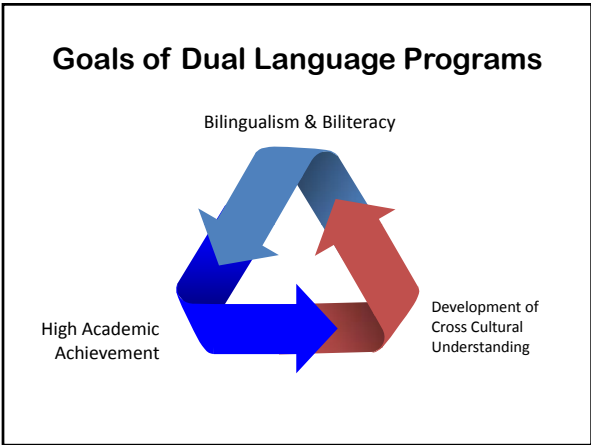 Goals of Dual Language Programs
Bilingualism & Biliteracy
High Academic
Achievement
Development of
Cross Cultural
Understanding